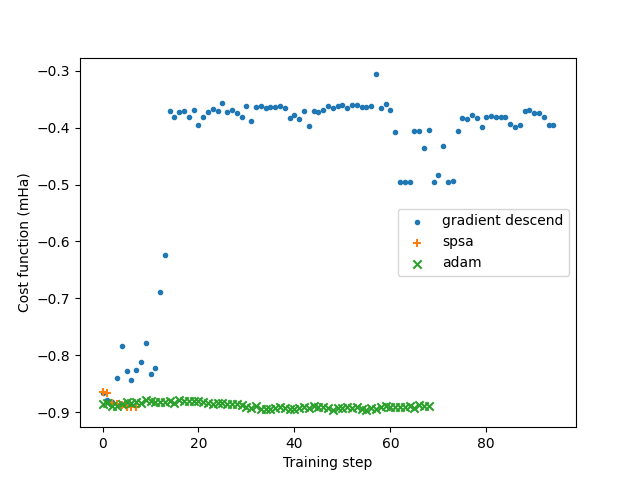 −0.3
−0.4
−0.5
−0.6
−0.7
−0.8
−0.9
Cost function (mHa)
gradient descend
spsa
adam
0
20
40
60
80
Training step